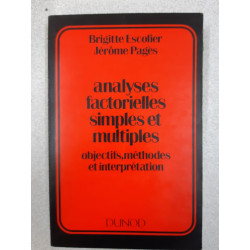 Brigitte Escofier
Jérôme Pagès
analyses
factorielles
simples et
multiples
objectifs,méthodes
et interprétation
DUNOD